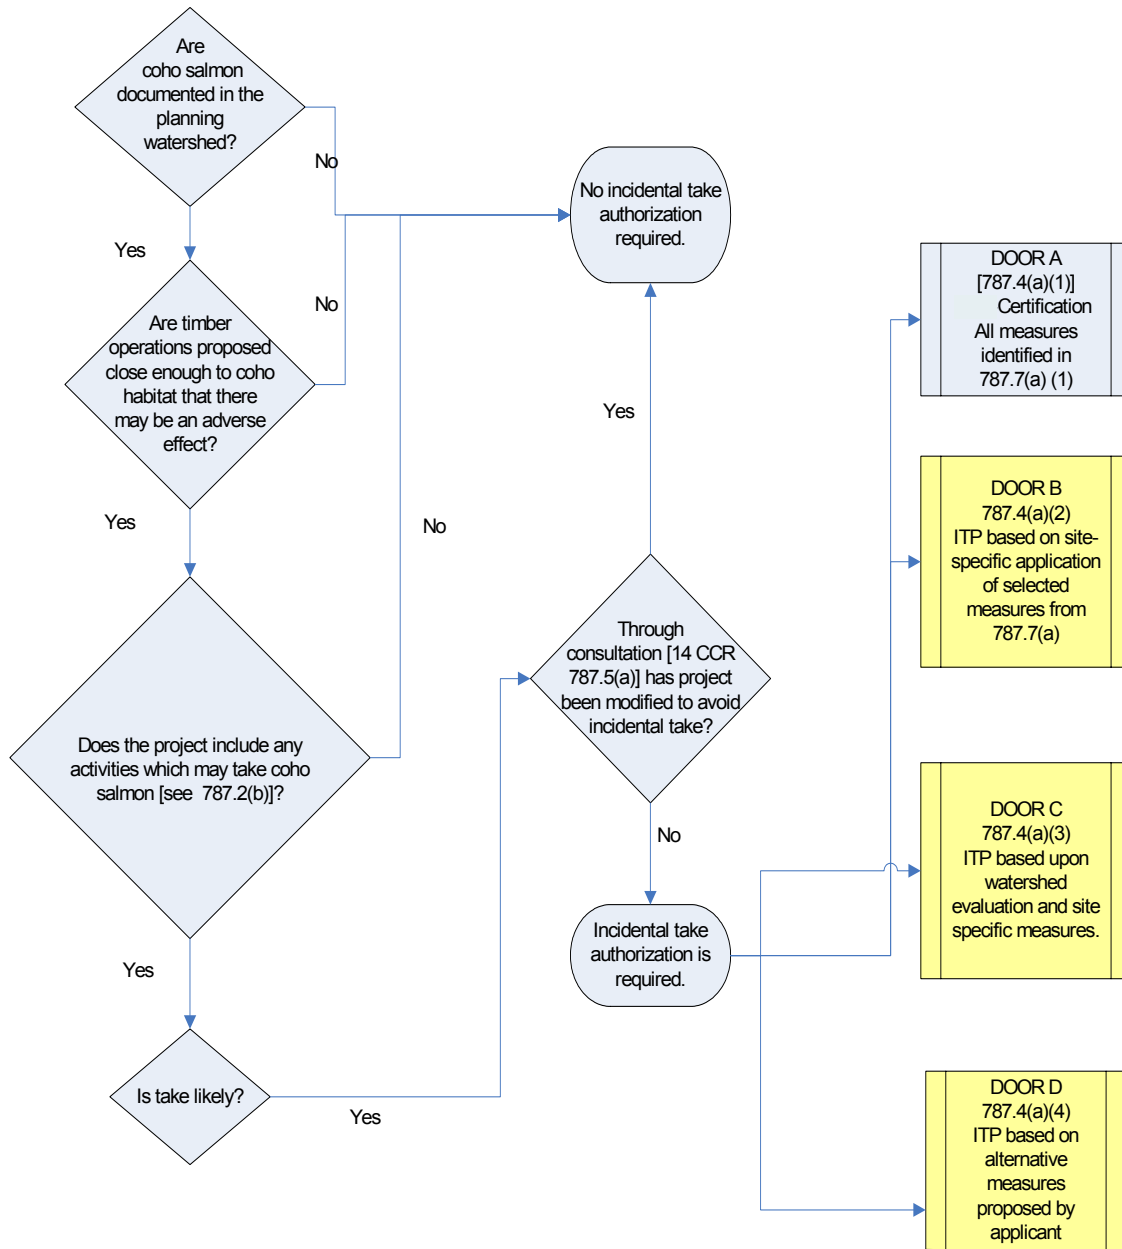 Are
coho salmon
documented in the
planning
watershed?
No
Yes
No incidental take
authorization
required.
Are timber
operations proposed
close enough to coho
habitat that there
may be an adverse
effect?
No
Yes
Does the project include any
activities which may take coho
salmon [see 787.2(b)]?
No
Yes
Is take likely?
Yes
Through
consultation [14 CCR
787.5(a)] has project
been modified to avoid
incidental take?
Yes
No
Incidental take
authorization is
required.
DOOR A
[787.4(a)(1)]
Certification
All measures
identified in
787.7(a) (1)
DOOR B
787.4(a)(2)
ITP based on site-
specific application
of selected
measures from
787.7(a)
DOOR C
787.4(a)(3)
ITP based upon
watershed
evaluation and site
specific measures.
DOOR D
787.4(a)(4)
ITP based on
alternative
measures
proposed by
applicant